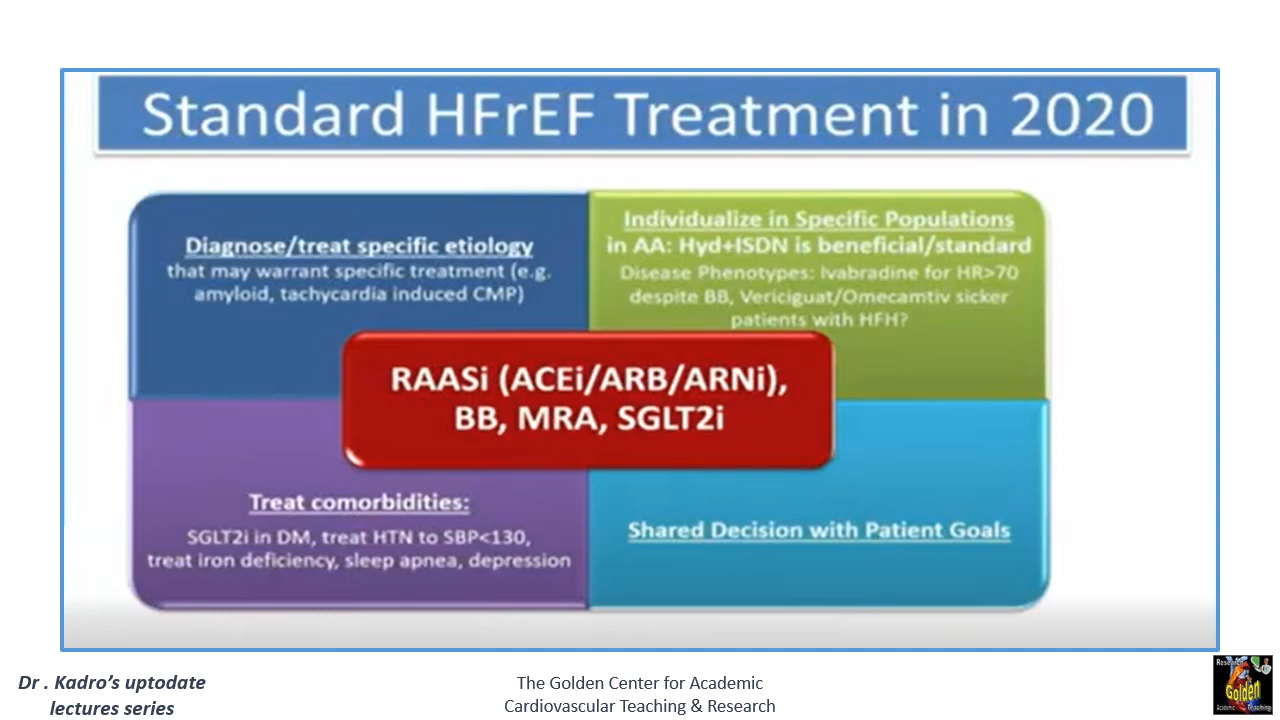 Standard HFrEF Treatment in 2020
Diagnose/treat specific etiology
that may warrant specific treatment (e.g.
amyloid, tachycardia induced CMP)
Individualize in Specific Populations
in AA: Hyd+ISDN is beneficial/standard
Disease Phenotypes: Ivabradine for HR>70
despite BB, Vericiguat/Omecamtiv sicker
patients with HFH?
RAASi (ACEi/ARB/ARNi),
BB, MRA, SGLT2i
Treat comorbidities:
SGLT2i in DM, treat HTN to SBP<130,
treat iron deficiency, sleep apnea, depression
Shared Decision with Patient Goals
Dr . Kadro's uptodate
lectures series
The Golden Center for Academic
Cardiovascular Teaching & Research
Research
Golden
Academic Teaching